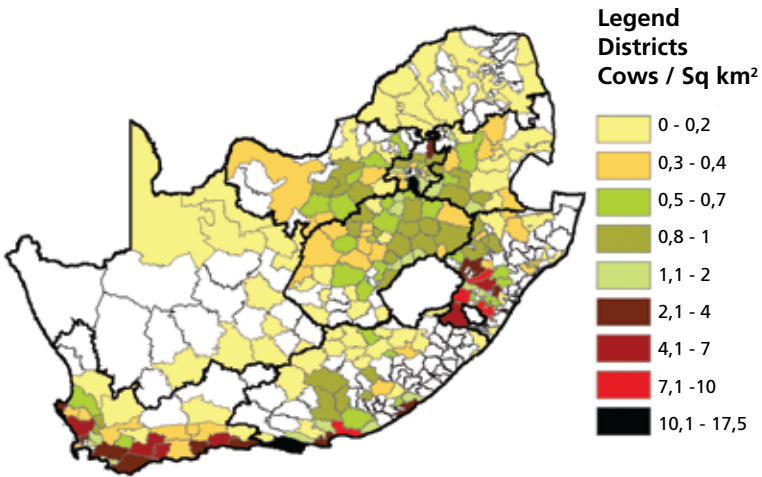 Legend
Districts
Cows / Sq km²
0 - 0,2
0,3 - 0,4
0,5 - 0,7
0,8 - 1
1,1 - 2
2,1 - 4
4,1 - 7
7,1 -10
10,1 - 17,5